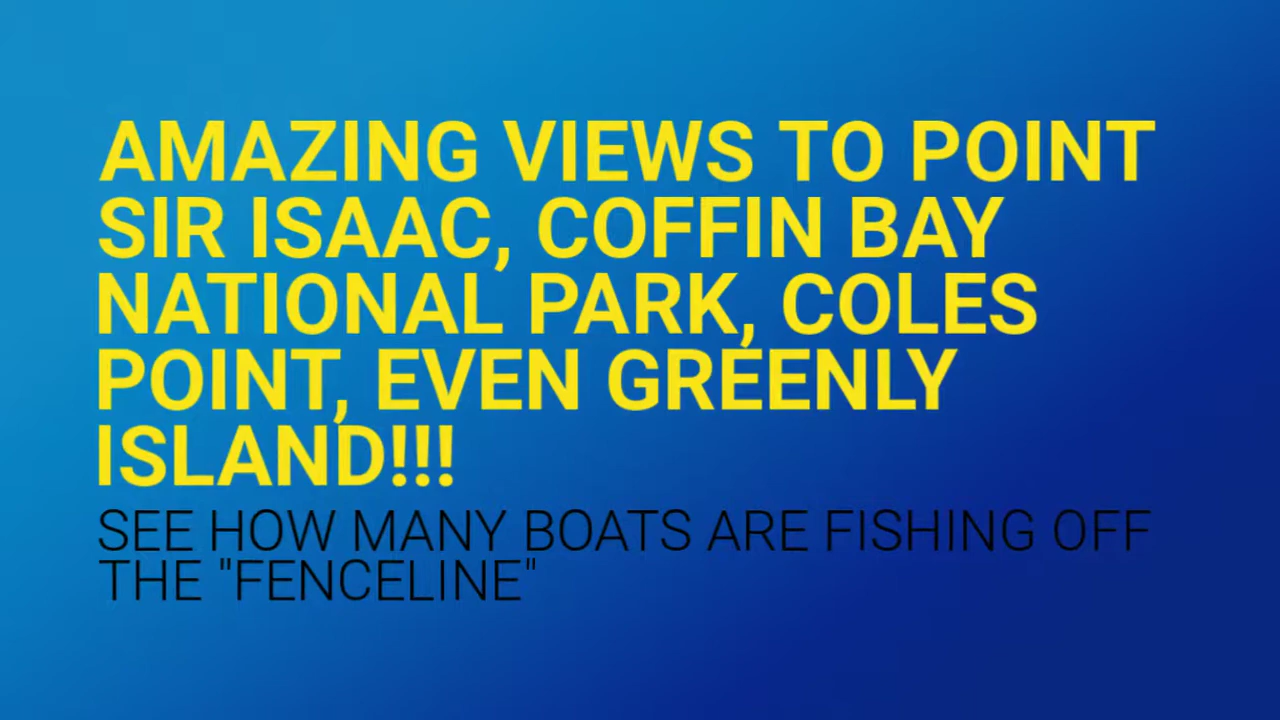 AMAZING VIEWS TO POINT
SIR ISAAC, COFFIN BAY
NATIONAL PARK, COLES
POINT, EVEN GREENLY
ISLAND!!!
SEE HOW MANY BOATS ARE FISHING OFF
THE "FENCELINE"